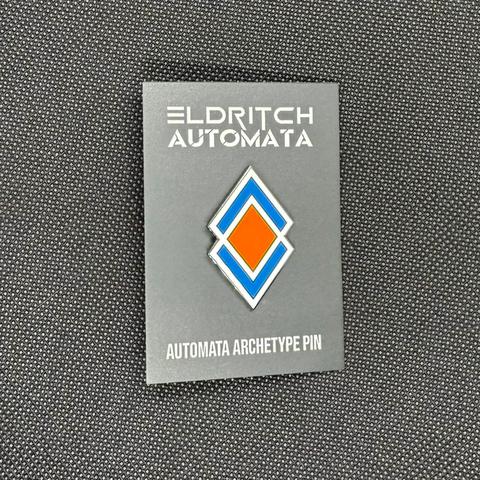 ELDRITCH
AUTOMATA
AUTOMATA ARCHETYPE PIN